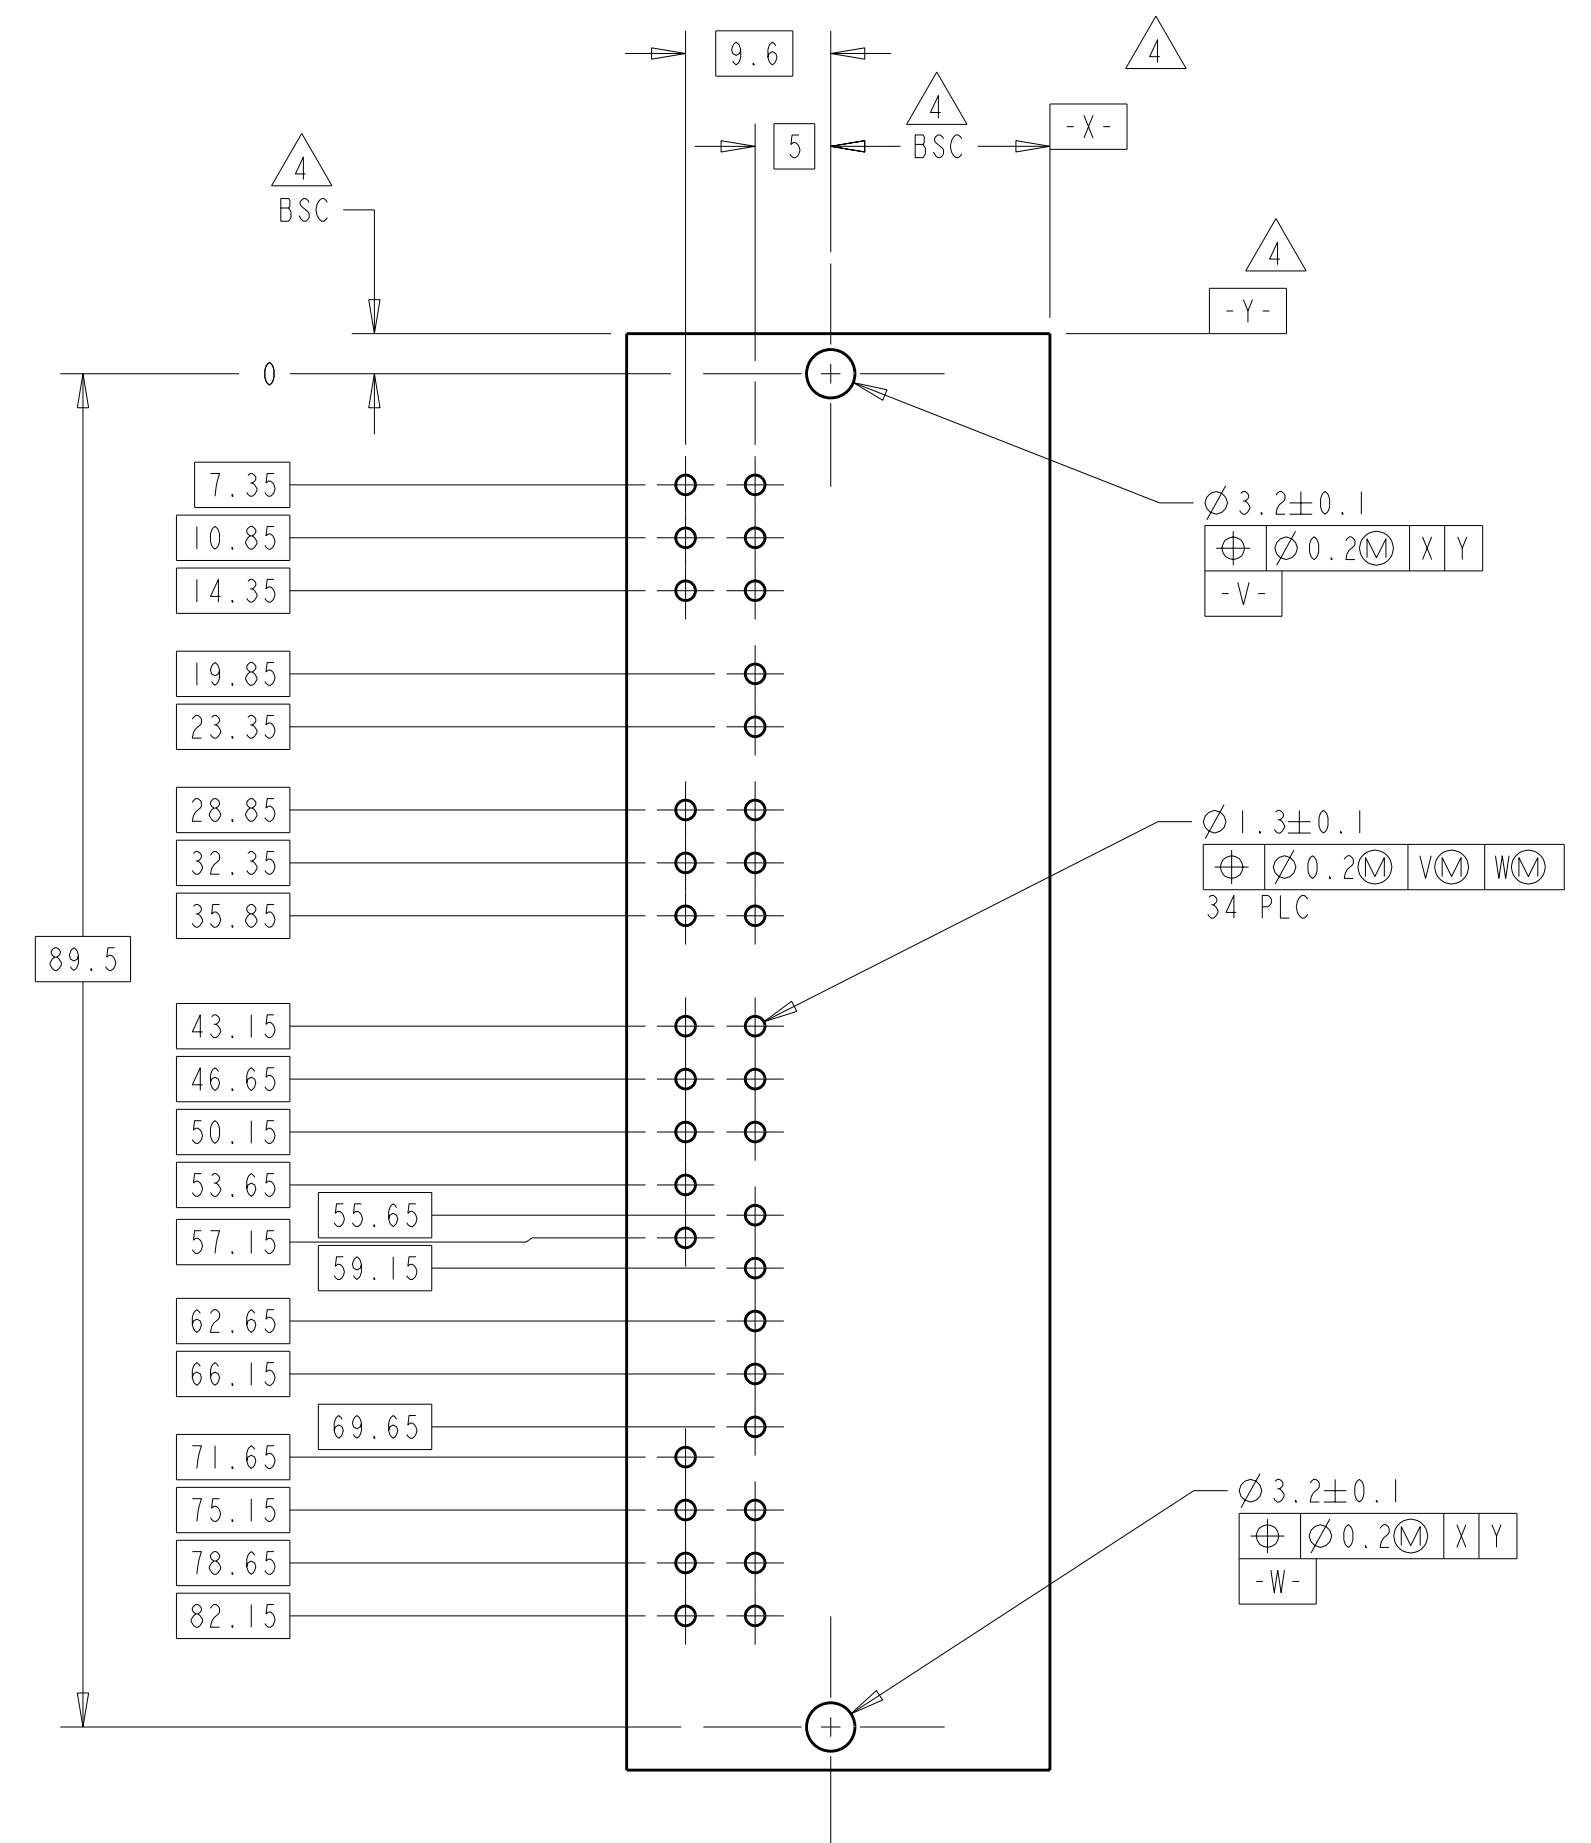 9.6
4
4
-X-
5
BSC
4
BSC
4
-Y-
0
7.35
Ø3.2±0.1
10.85
⌖ Ø0.2Ⓜ X Y
14.35
-V-
19.85
23.35
28.85
Ø1.3±0.1
32.35
⌖ Ø0.2Ⓜ VⓂ WⓂ
35.85
34 PLC
89.5
43.15
46.65
50.15
53.65
55.65
57.15
59.15
62.65
66.15
69.65
71.65
Ø3.2±0.1
75.15
⌖ Ø0.2Ⓜ X Y
78.65
-W-
82.15